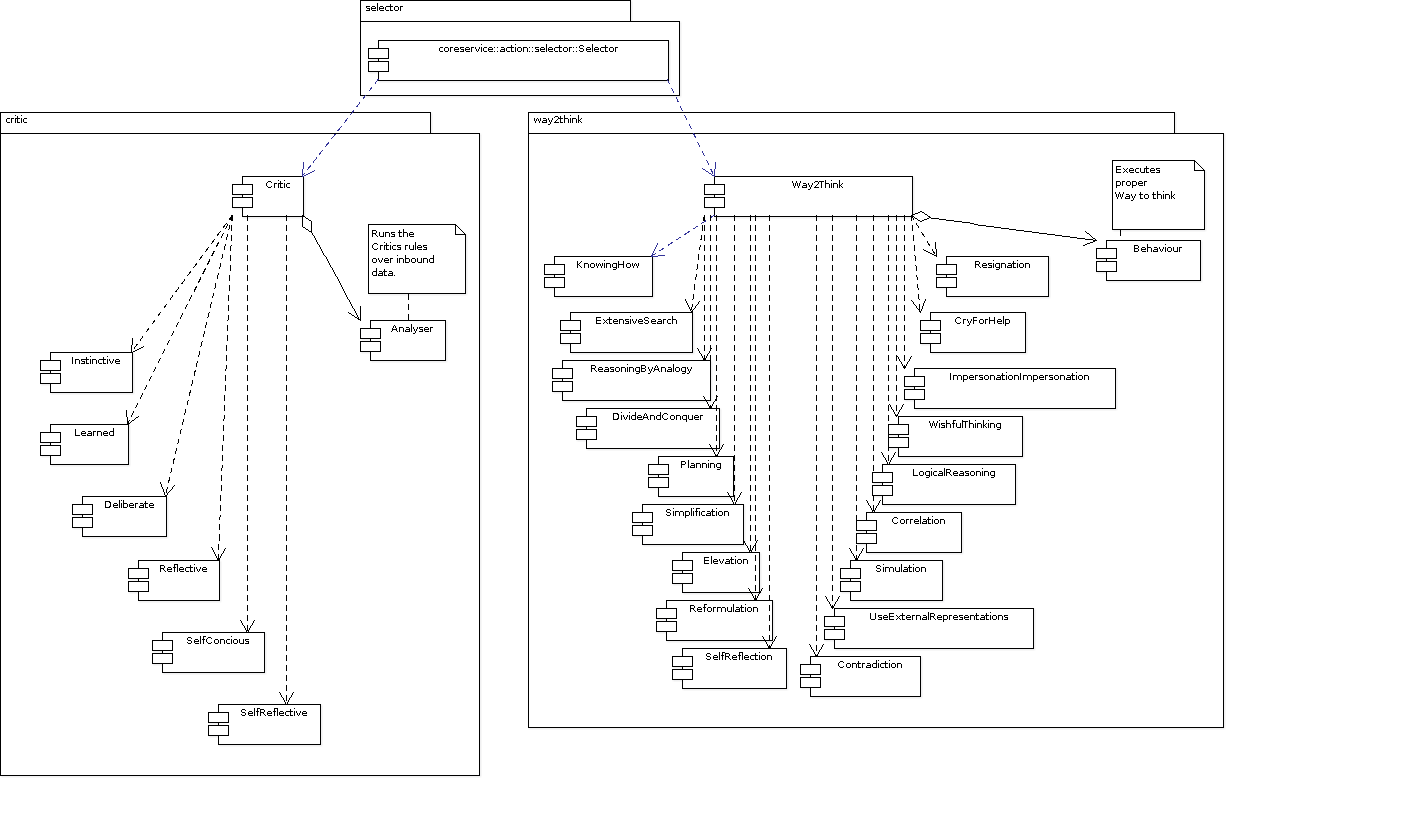 selector
coreservice::action::selector::Selector
critic
way2think
Critic
Runs the
Critics rules
over inbound
data.
Analyser
Instinctive
Learned
Deliberate
Reflective
SelfConcious
SelfReflective
Way2Think
Executes
proper
Way to think
Behaviour
KnowingHow
Resignation
ExtensiveSearch
CryForHelp
ReasoningByAnalogy
ImpersonationImpersonation
DivideAndConquer
WishfulThinking
Planning
LogicalReasoning
Simplification
Correlation
Elevation
Simulation
Reformulation
UseExternalRepresentations
SelfReflection
Contradiction